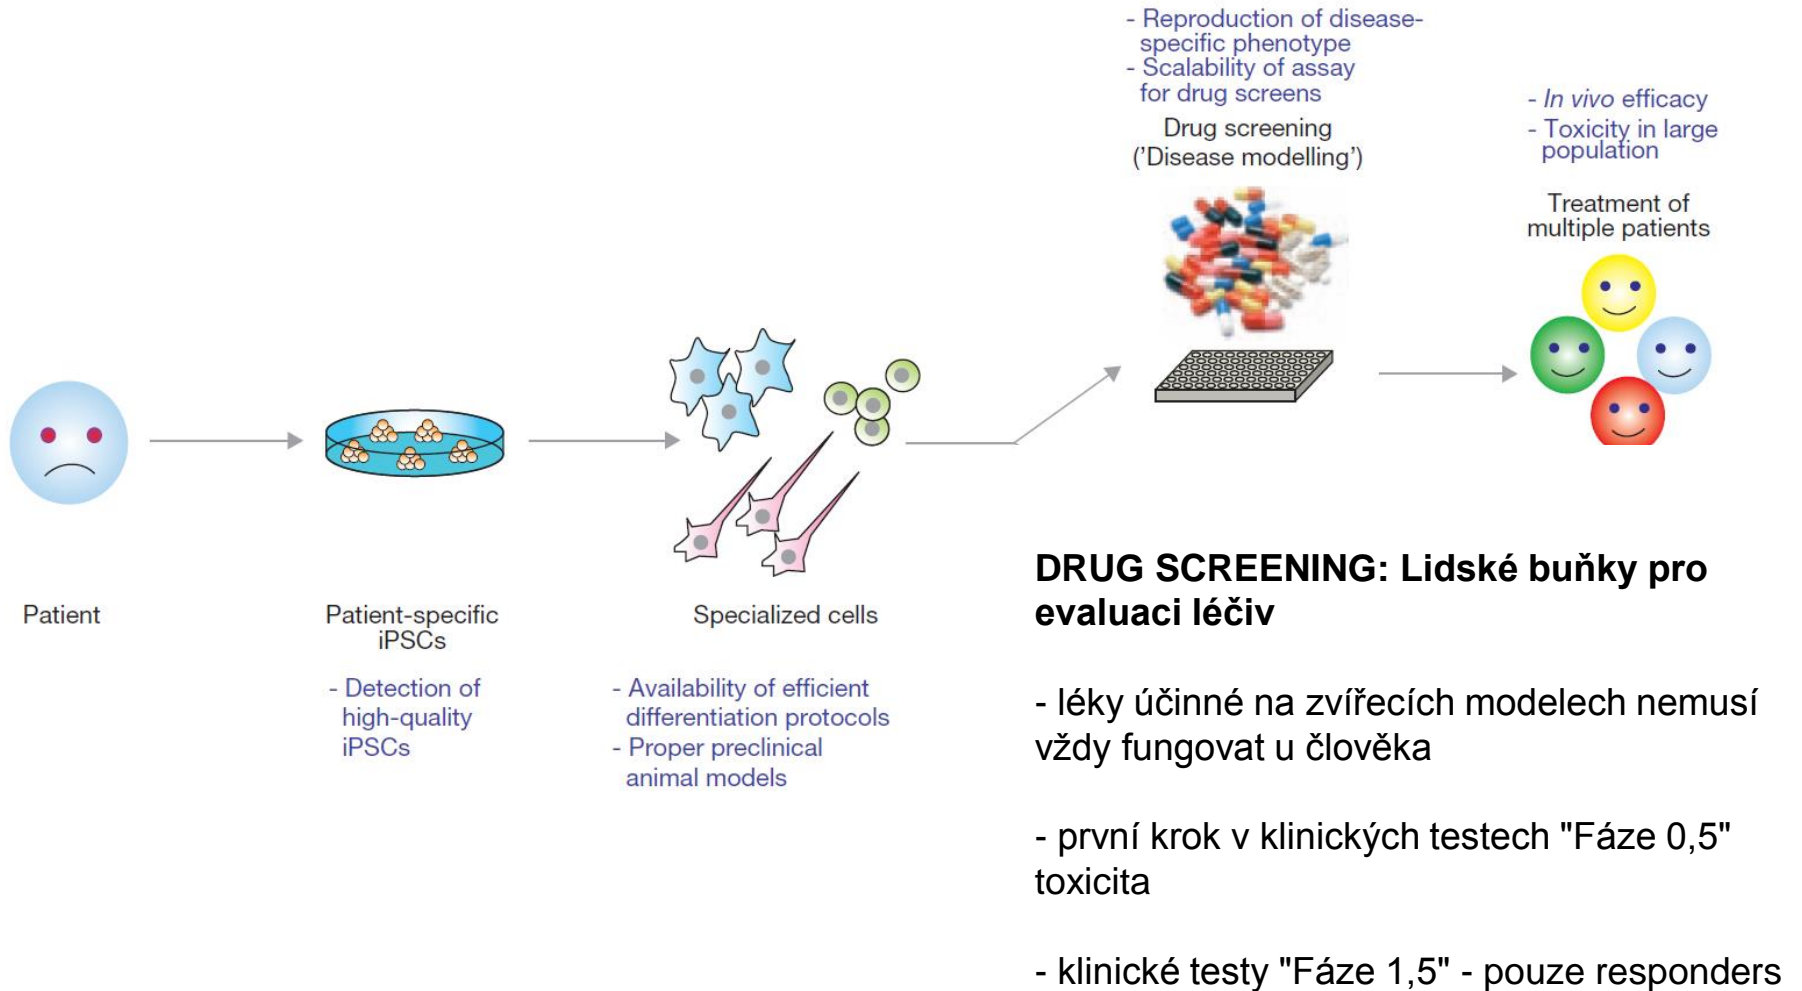 - Reproduction of disease-
specific phenotype
- Scalability of assay
for drug screens
Drug screening
('Disease modelling')
- In vivo efficacy
- Toxicity in large
population
Treatment of
multiple patients
Patient
Patient-specific
iPSCs
- Detection of
high-quality
iPSCs
Specialized cells
- Availability of efficient
differentiation protocols
- Proper preclinical
animal models
DRUG SCREENING: Lidské buňky pro
evaluaci léčiv
- léky účinné na zvířecích modelech nemusí
vždy fungovat u člověka
- první krok v klinických testech "Fáze 0,5"
toxicita
- klinické testy "Fáze 1,5" - pouze responders